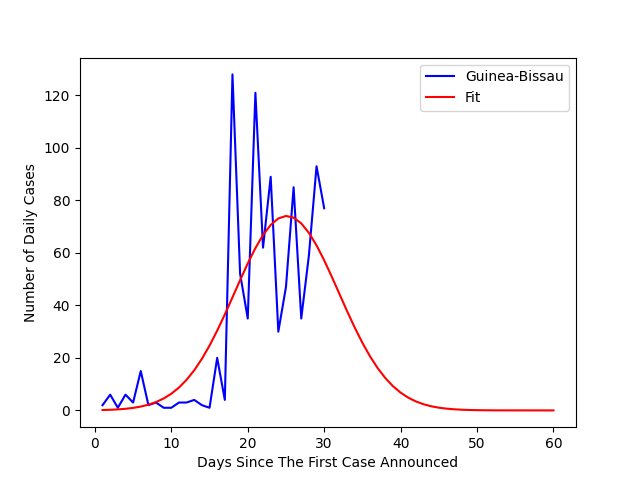 Guinea-Bissau
Fit
120
100
80
60
40
20
0
Number of Daily Cases
0 10 20 30 40 50 60
Days Since The First Case Announced